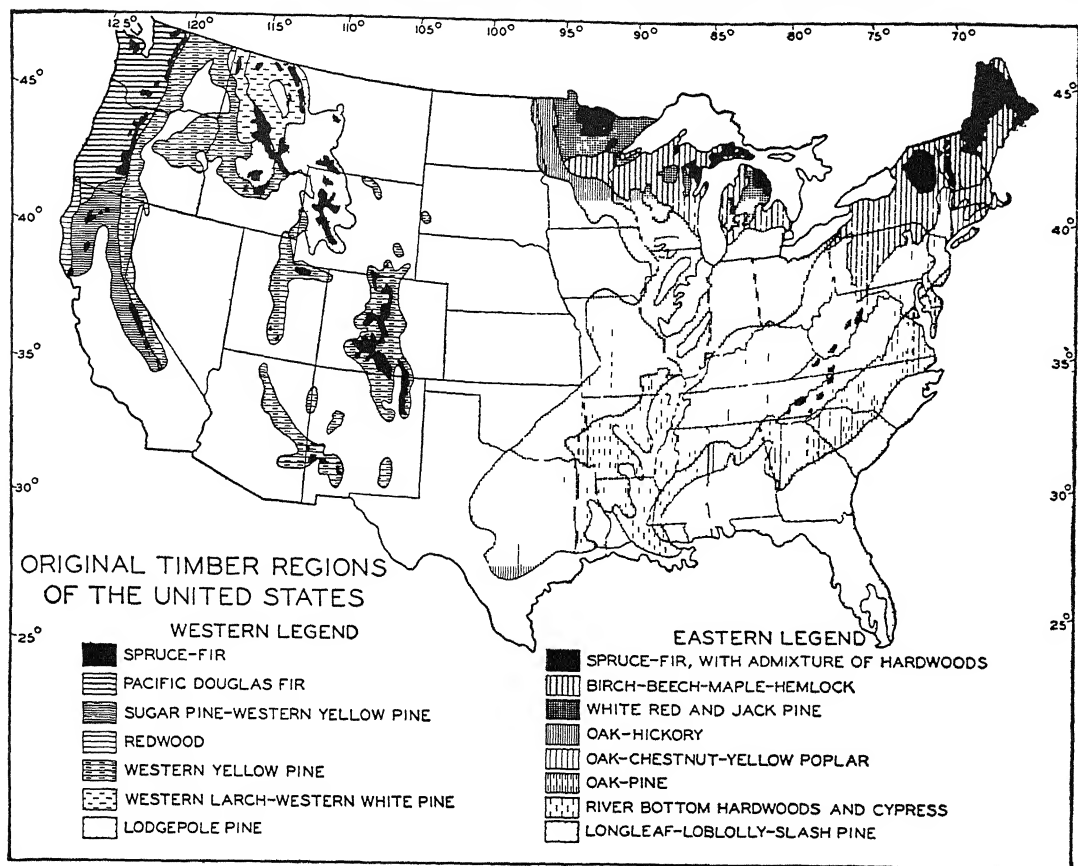 125° 120° 115° 110° 105° 95° 90° 85° 80° 75° 70°
45° 45°
40° 40°
35° 35°
30° 30°
25° 25°
ORIGINAL TIMBER REGIONS
OF THE UNITED STATES
WESTERN LEGEND
SPRUCE-FIR
PACIFIC DOUGLAS FIR
SUGAR PINE-WESTERN YELLOW PINE
REDWOOD
WESTERN YELLOW PINE
WESTERN LARCH-WESTERN WHITE PINE
LODGEPOLE PINE
EASTERN LEGEND
SPRUCE-FIR, WITH ADMIXTURE OF HARDWOODS
BIRCH-BEECH-MAPLE-HEMLOCK
WHITE RED AND JACK PINE
OAK-HICKORY
OAK-CHESTNUT-YELLOW POPLAR
OAK-PINE
RIVER BOTTOM HARDWOODS AND CYPRESS
LONGLEAF-LOBLOLLY-SLASH PINE